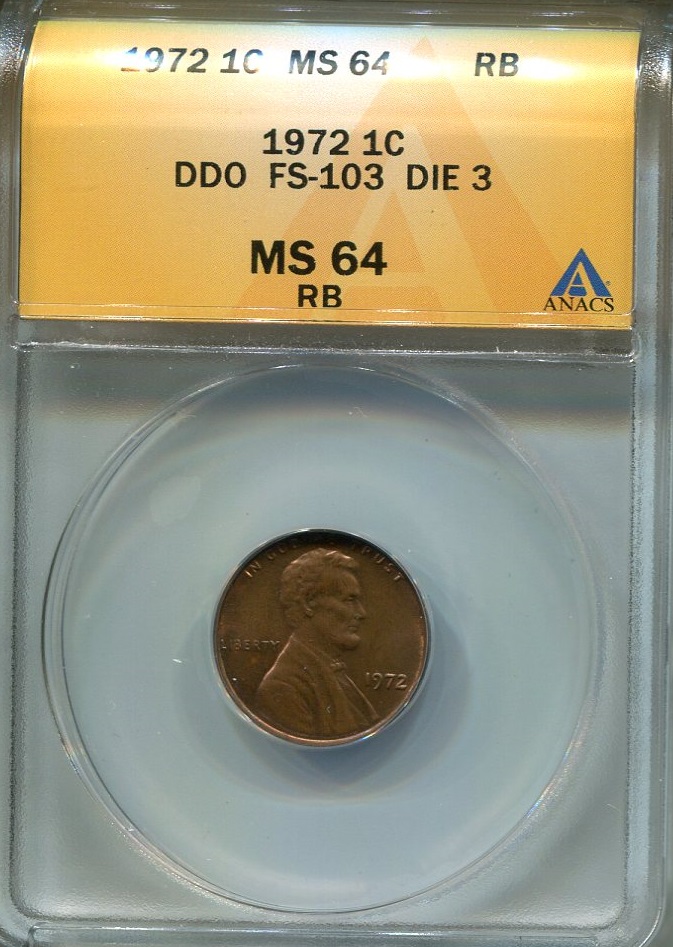 1972 1C MS 64 RB
1972 1C
DDO FS-103 DIE 3
MS 64
RB
ANACS
IN GOD WE TRUST
LIBERTY
1972